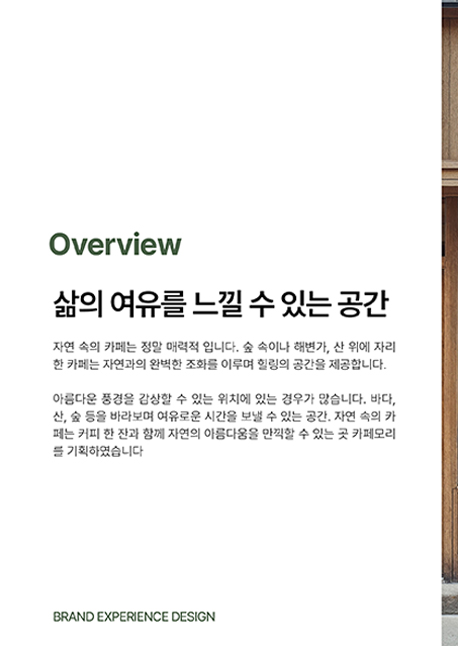 Overview
삶의 여유를 느낄 수 있는 공간
자연 속의 카페는 정말 매력적 입니다. 숲 속이나 해변가, 산 위에 자리
한 카페는 자연과의 완벽한 조화를 이루며 힐링의 공간을 제공합니다.
아름다운 풍경을 감상할 수 있는 위치에 있는 경우가 많습니다. 바다,
산, 숲 등을 바라보며 여유로운 시간을 보낼 수 있는 공간. 자연 속의 카
페는 커피 한 잔과 함께 자연의 아름다움을 만끽할 수 있는 곳 카페모리
를 기획하였습니다
BRAND EXPERIENCE DESIGN